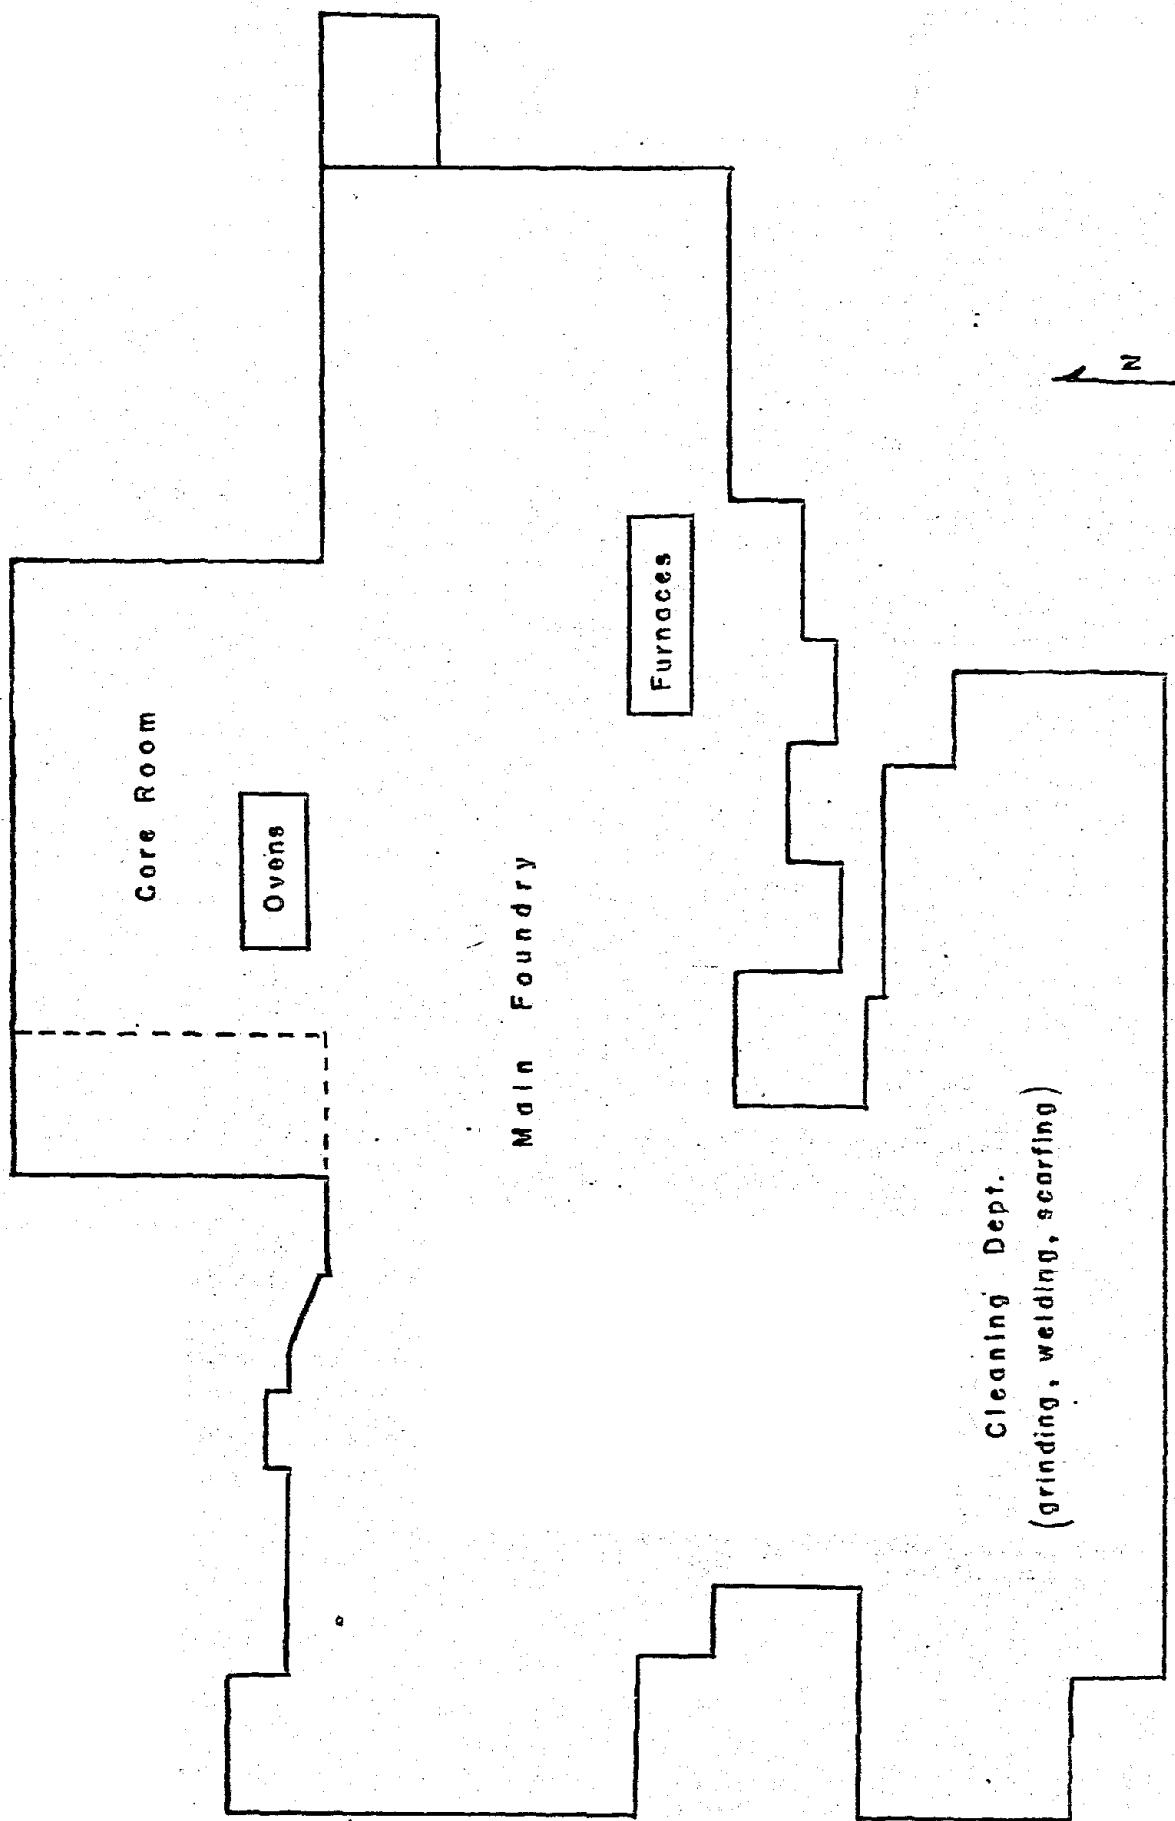 Core Room
Ovens
Main Foundry
Furnaces
Cleaning Dept.
(grinding, welding, scarfing)
N